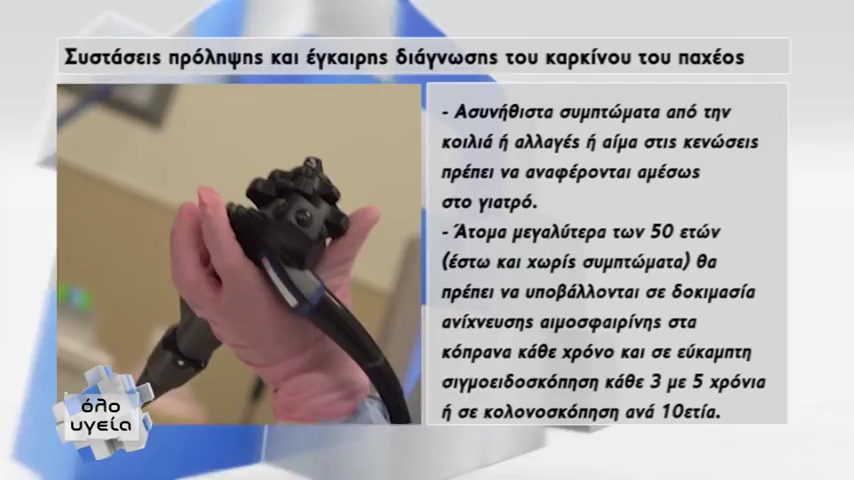 Συστάσεις πρόληψης και έγκαιρης διάγνωσης του καρκίνου του παχέος
- Ασυνήθιστα συμπτώματα από την
κοιλιά ή αλλαγές ή αίμα στις κενώσεις
πρέπει να αναφέρονται αμέσως
στο γιατρό.
- Άτομα μεγαλύτερα των 50 ετών
(έστω και χωρίς συμπτώματα) θα
πρέπει να υποβάλλονται σε δοκιμασία
ανίχνευσης αιμοσφαιρίνης στα
κόπρανα κάθε χρόνο και σε εύκαμπτη
σιγμοειδοσκόπηση κάθε 3 με 5 χρόνια
ή σε κολονοσκόπηση ανά 10ετία.
όλο
υγεία